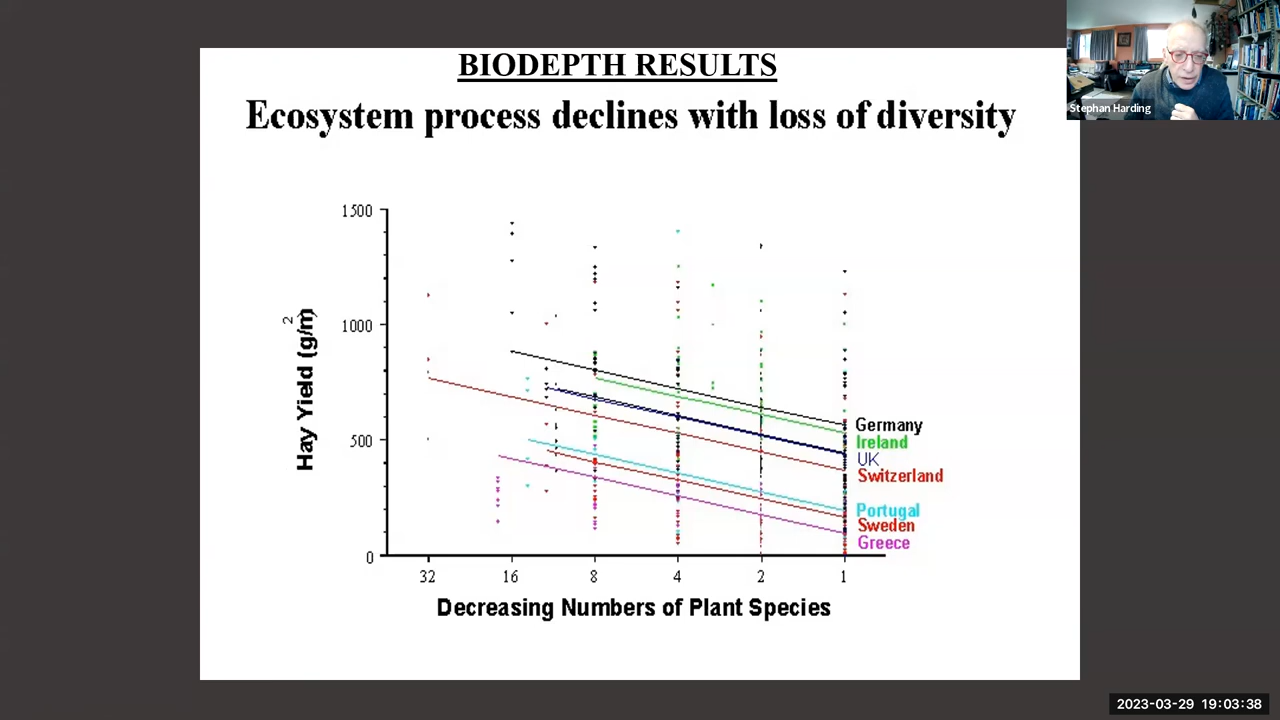 BIODEPTH RESULTS
Ecosystem process declines with loss of diversity
Stephan Harding
1500
1000
500
0
Hay Yield (g/m)
2
Germany
Ireland
UK
Switzerland
Portugal
Sweden
Greece
32 16 8 4 2 1
Decreasing Numbers of Plant Species
2023-03-29 19:03:38